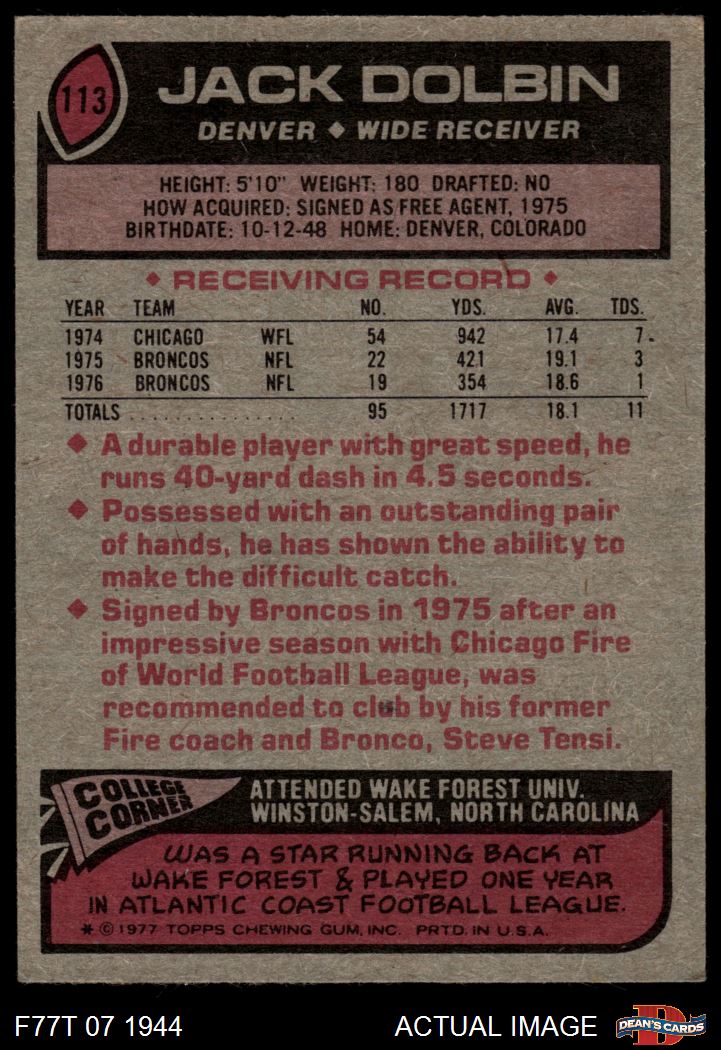 113
JACK DOLBIN
DENVER ◆ WIDE RECEIVER
HEIGHT: 5'10" WEIGHT: 180 DRAFTED: NO
HOW ACQUIRED: SIGNED AS FREE AGENT, 1975
BIRTHDATE: 10-12-48 HOME: DENVER, COLORADO
◆ RECEIVING RECORD ◆
YEAR TEAM NO. YDS. AVG. TDS.
1974 CHICAGO WFL 54 942 17.4 7
1975 BRONCOS NFL 22 421 19.1 3
1976 BRONCOS NFL 19 354 18.6 1
TOTALS . . . . . . . . . . . . . . . 95 1717 18.1 11
◆ A durable player with great speed, he
runs 40-yard dash in 4.5 seconds.
◆ Possessed with an outstanding pair
of hands, he has shown the ability to
make the difficult catch.
◆ Signed by Broncos in 1975 after an
impressive season with Chicago Fire
of World Football League, was
recommended to club by his former
Fire coach and Bronco, Steve Tensi.
COLLEGE
CORNER
ATTENDED WAKE FOREST UNIV.
WINSTON-SALEM, NORTH CAROLINA
WAS A STAR RUNNING BACK AT
WAKE FOREST & PLAYED ONE YEAR
IN ATLANTIC COAST FOOTBALL LEAGUE.
* © 1977 TOPPS CHEWING GUM, INC. PRTD. IN U.S.A.
F77T 07 1944
ACTUAL IMAGE
D
DEAN'S CARDS